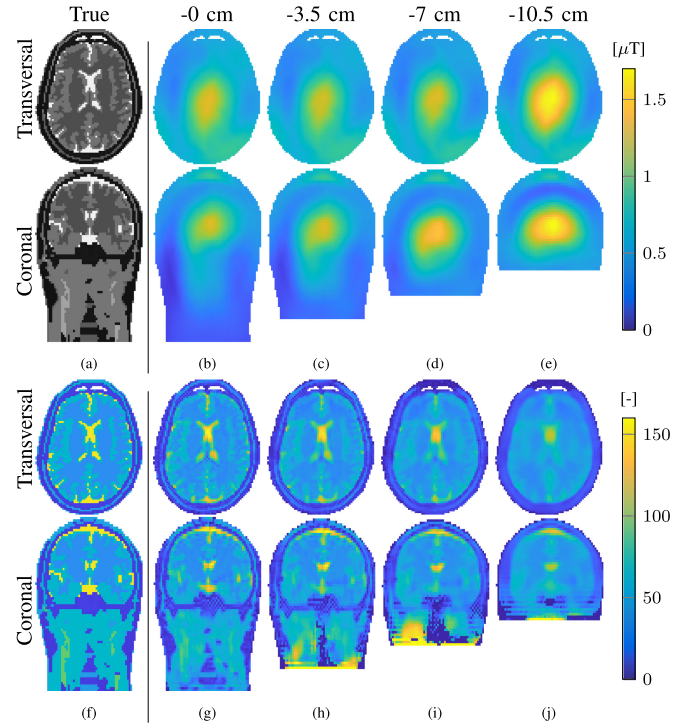 True -0 cm -3.5 cm -7 cm -10.5 cm
[μT]
Transversal
1.5
1
Coronal
0.5
0
(a) (b) (c) (d) (e)
[-]
Transversal
150
100
Coronal
50
0
(f) (g) (h) (i) (j)